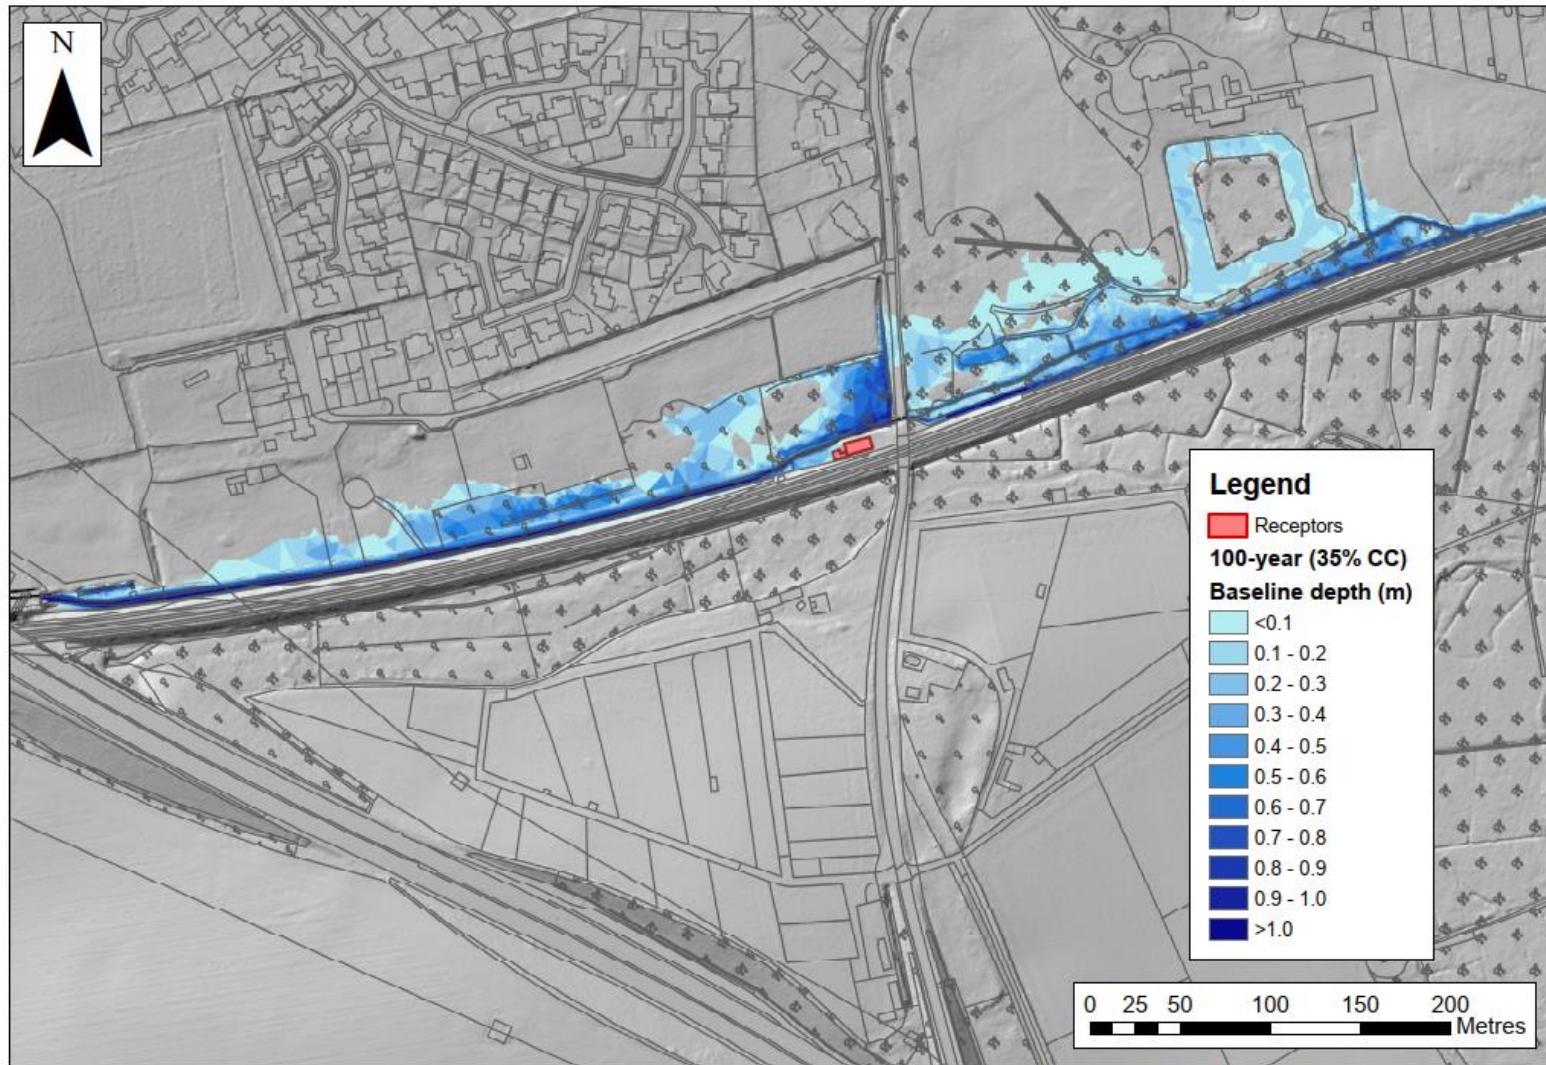 N
Legend
Receptors
100-year (35% CC)
Baseline depth (m)
<0.1
0.1 - 0.2
0.2 - 0.3
0.3 - 0.4
0.4 - 0.5
0.5 - 0.6
0.6 - 0.7
0.7 - 0.8
0.8 - 0.9
0.9 - 1.0
>1.0
0 25 50 100 150 200
Metres